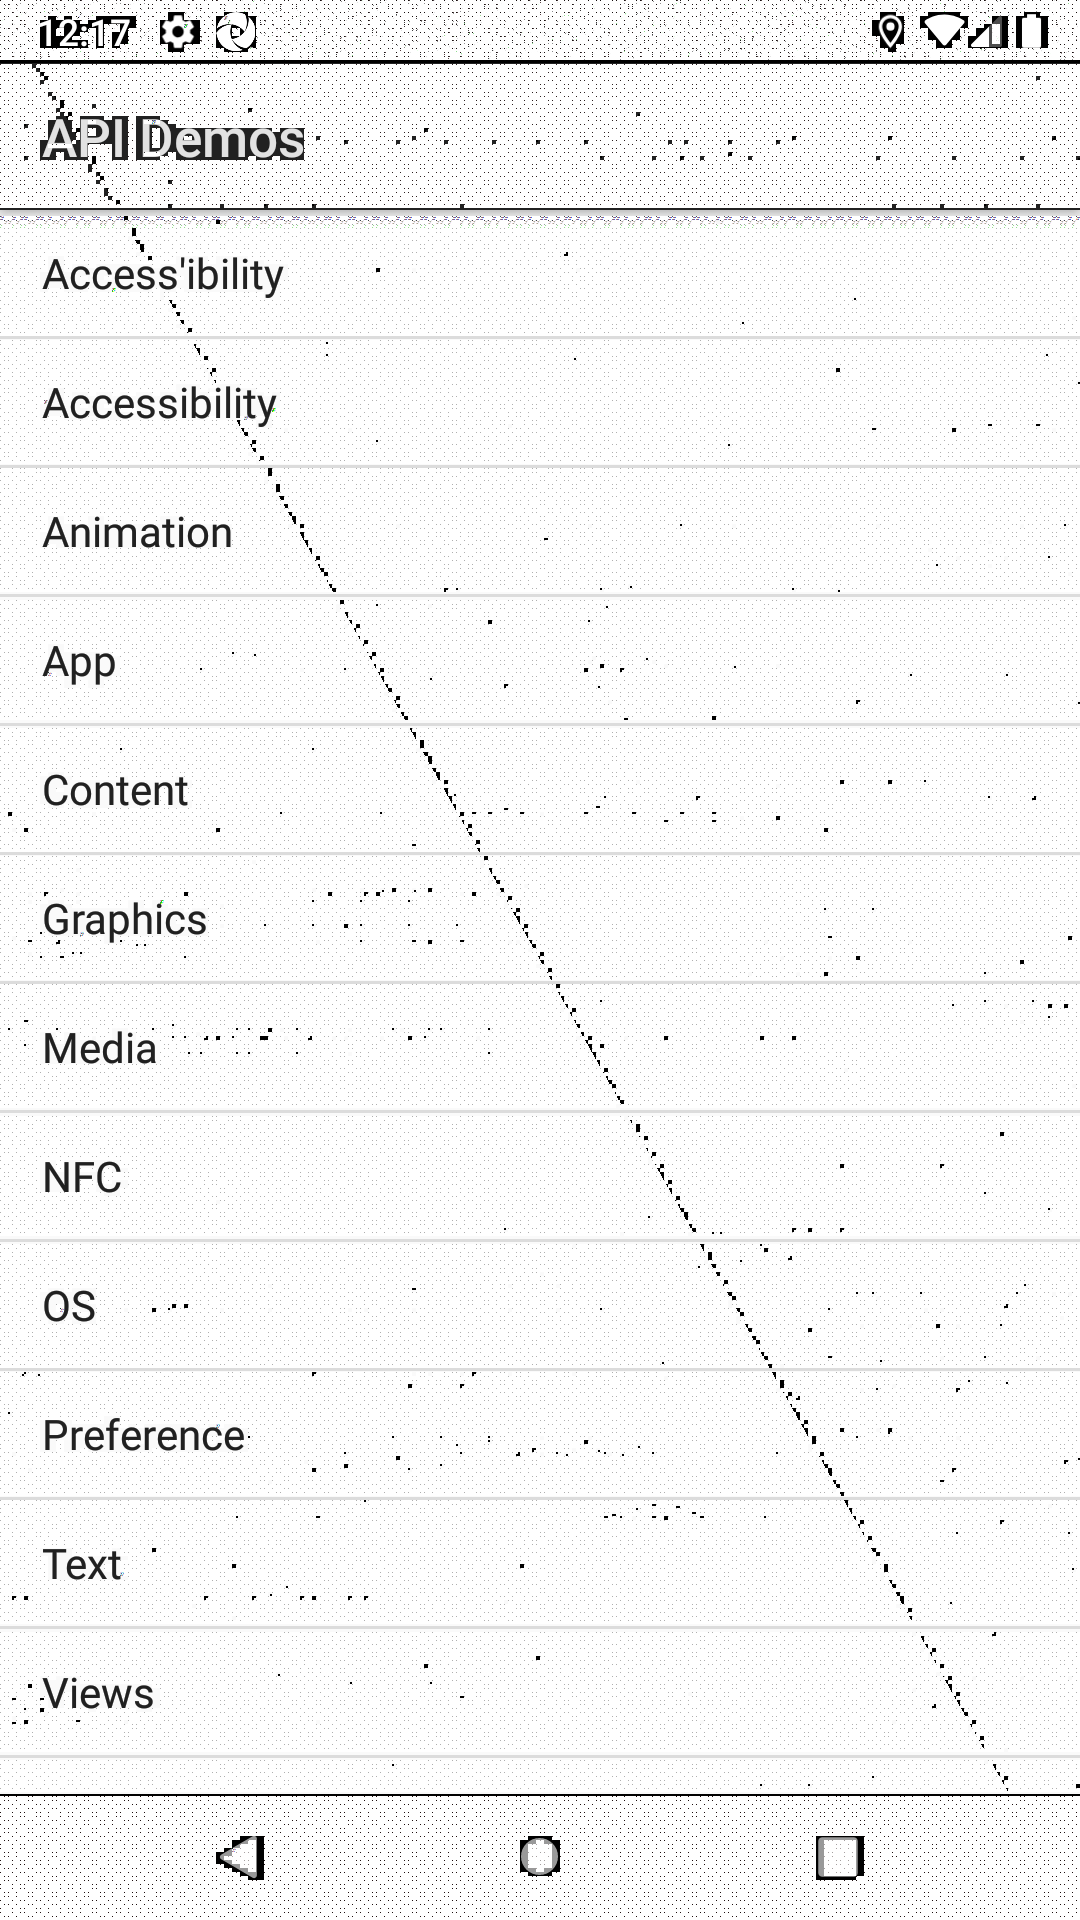 12:17
API Demos
Access'ibility
Accessibility
Animation
App
Content
Graphics
Media
NFC
OS
Preference
Text
Views